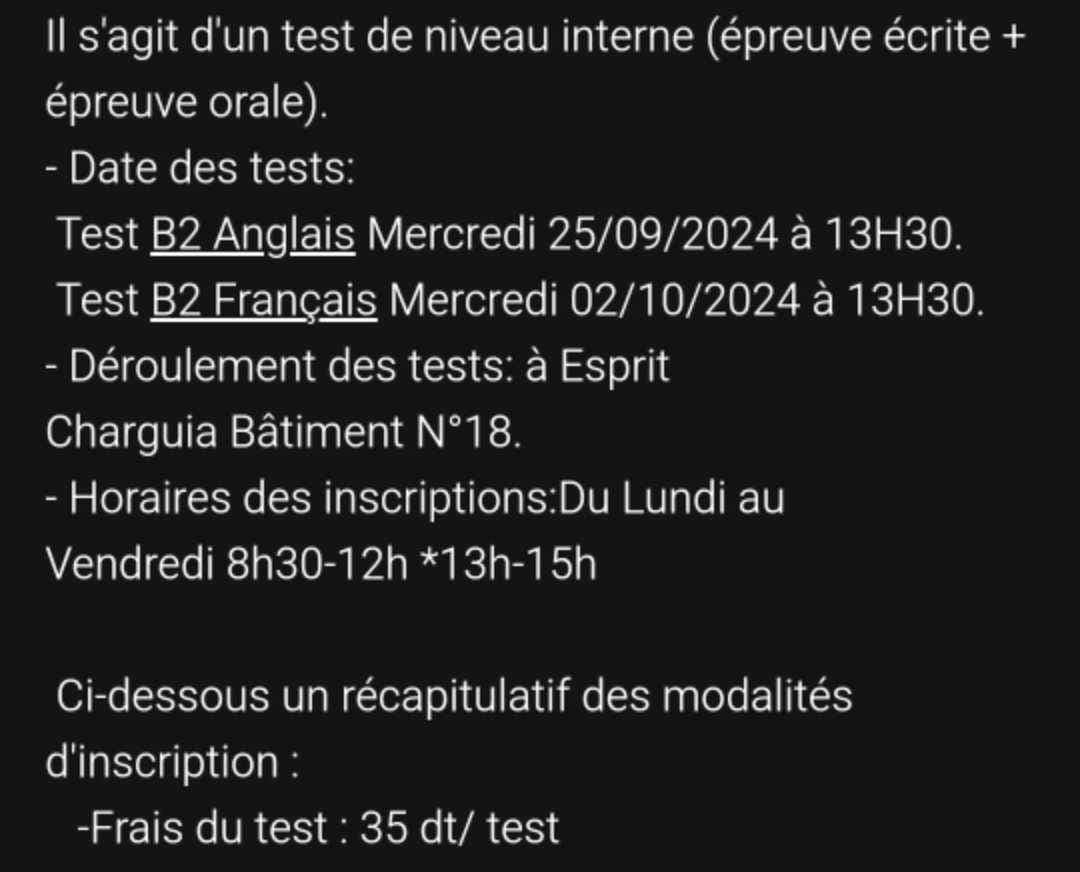 Il s'agit d'un test de niveau interne (épreuve écrite +
épreuve orale).
- Date des tests:
Test B2 Anglais Mercredi 25/09/2024 à 13H30.
Test B2 Français Mercredi 02/10/2024 à 13H30.
- Déroulement des tests: à Esprit
Charguia Bâtiment N°18.
- Horaires des inscriptions:Du Lundi au
Vendredi 8h30-12h *13h-15h
Ci-dessous un récapitulatif des modalités
d'inscription :
-Frais du test : 35 dt/ test